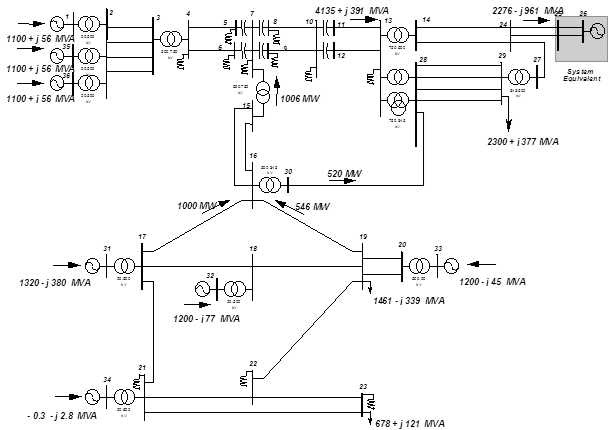 1
2
3
4
5
7
8
10
11
4135 + j 391 MVA
13
14
2276 - j961 MVA
24
25
26
1100 + j 56 MVA
35
1100 + j 56 MVA
36
1100 + j 56 MVA
6
9
12
28
29
27
System
Equivalent
1006 MW
15
2300 + j 377 MVA
16
30
520 MW
1000 MW
546 MW
17
31
18
19
20
33
1320 - j 380 MVA
32
1200 - j 77 MVA
1461 - j 339 MVA
1200 - j 45 MVA
21
22
23
34
- 0.3 - j 2.8 MVA
678 + j 121 MVA